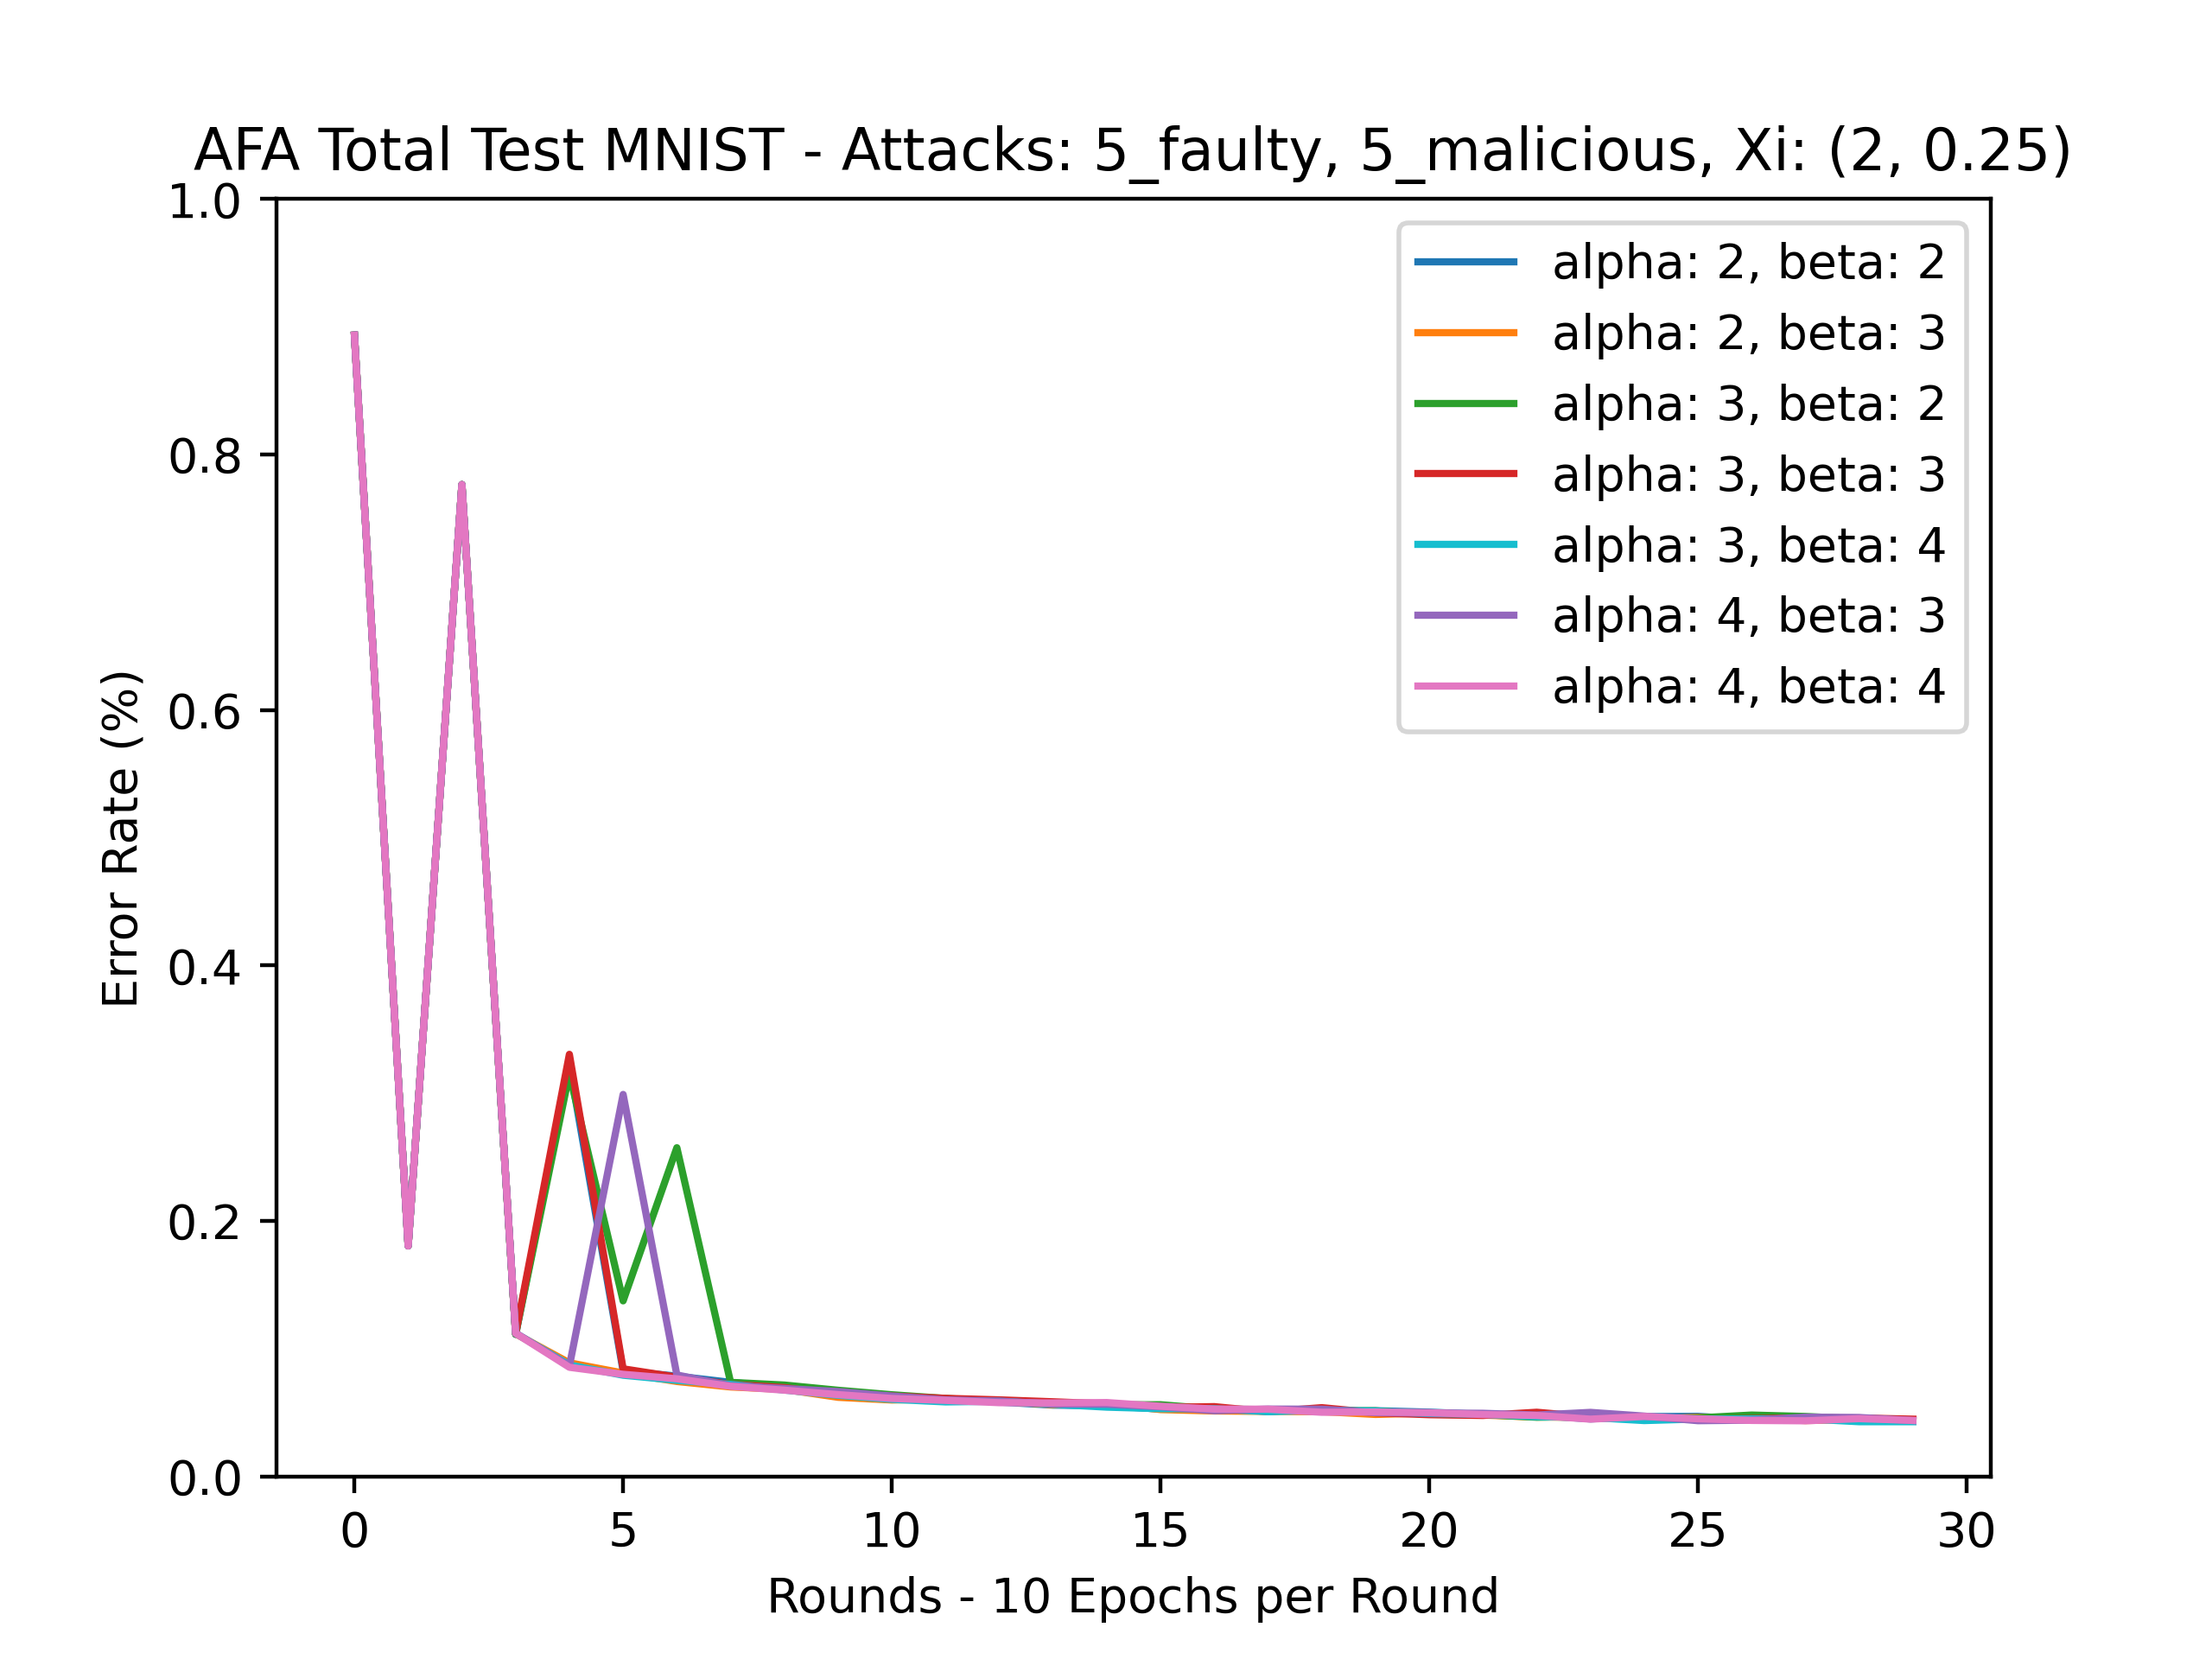 AFA Total Test MNIST - Attacks: 5_faulty, 5_malicious, Xi: (2, 0.25)
1.0
0.8
0.6
0.4
0.2
0.0
Error Rate (%)
alpha: 2, beta: 2
alpha: 2, beta: 3
alpha: 3, beta: 2
alpha: 3, beta: 3
alpha: 3, beta: 4
alpha: 4, beta: 3
alpha: 4, beta: 4
0 5 10 15 20 25 30
Rounds - 10 Epochs per Round